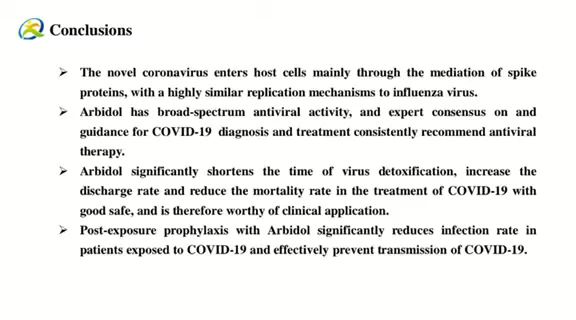 Conclusions
➢ The novel coronavirus enters host cells mainly through the mediation of spike
proteins, with a highly similar replication mechanisms to influenza virus.
➢ Arbidol has broad-spectrum antiviral activity, and expert consensus on and
guidance for COVID-19 diagnosis and treatment consistently recommend antiviral
therapy.
➢ Arbidol significantly shortens the time of virus detoxification, increase the
discharge rate and reduce the mortality rate in the treatment of COVID-19 with
good safe, and is therefore worthy of clinical application.
➢ Post-exposure prophylaxis with Arbidol significantly reduces infection rate in
patients exposed to COVID-19 and effectively prevent transmission of COVID-19.